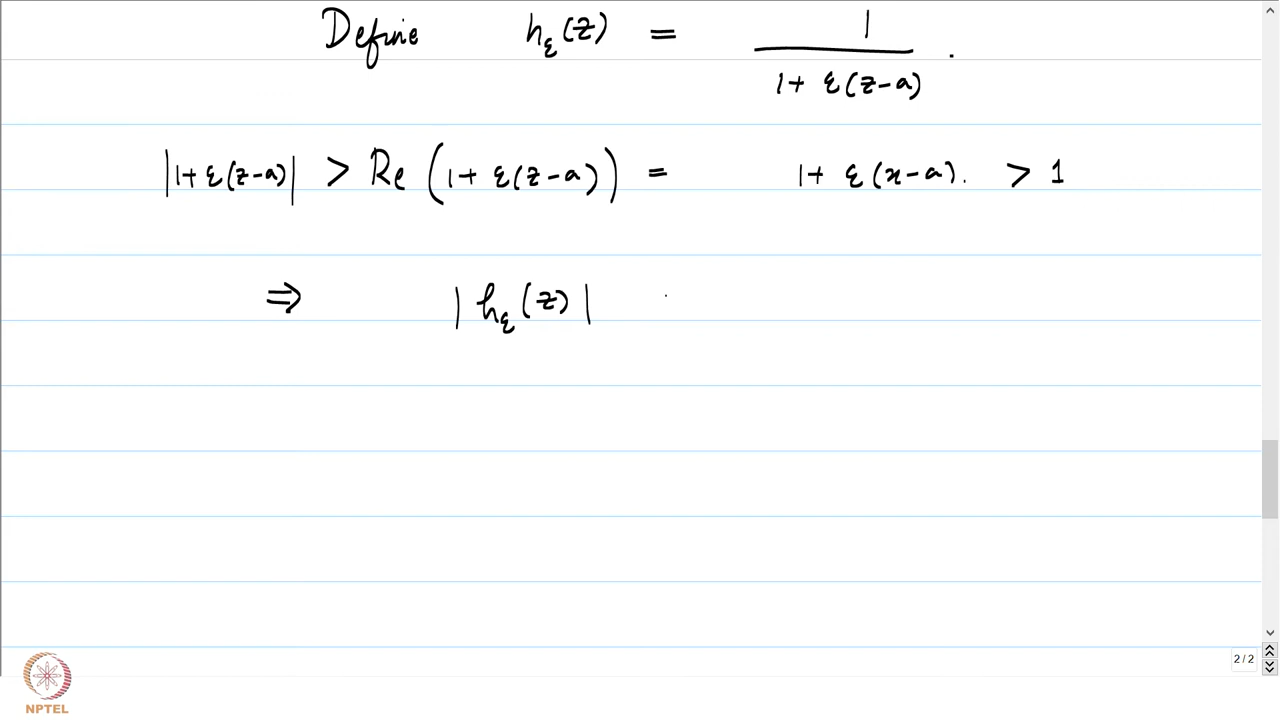 Define h_ε(z) = 1 / (1 + ε(z-a)) .
|1 + ε(z-a)| > Re (1 + ε(z-a)) = 1 + ε(x-a). > 1
⇒ |h_ε(z)|
2 / 2
NPTEL